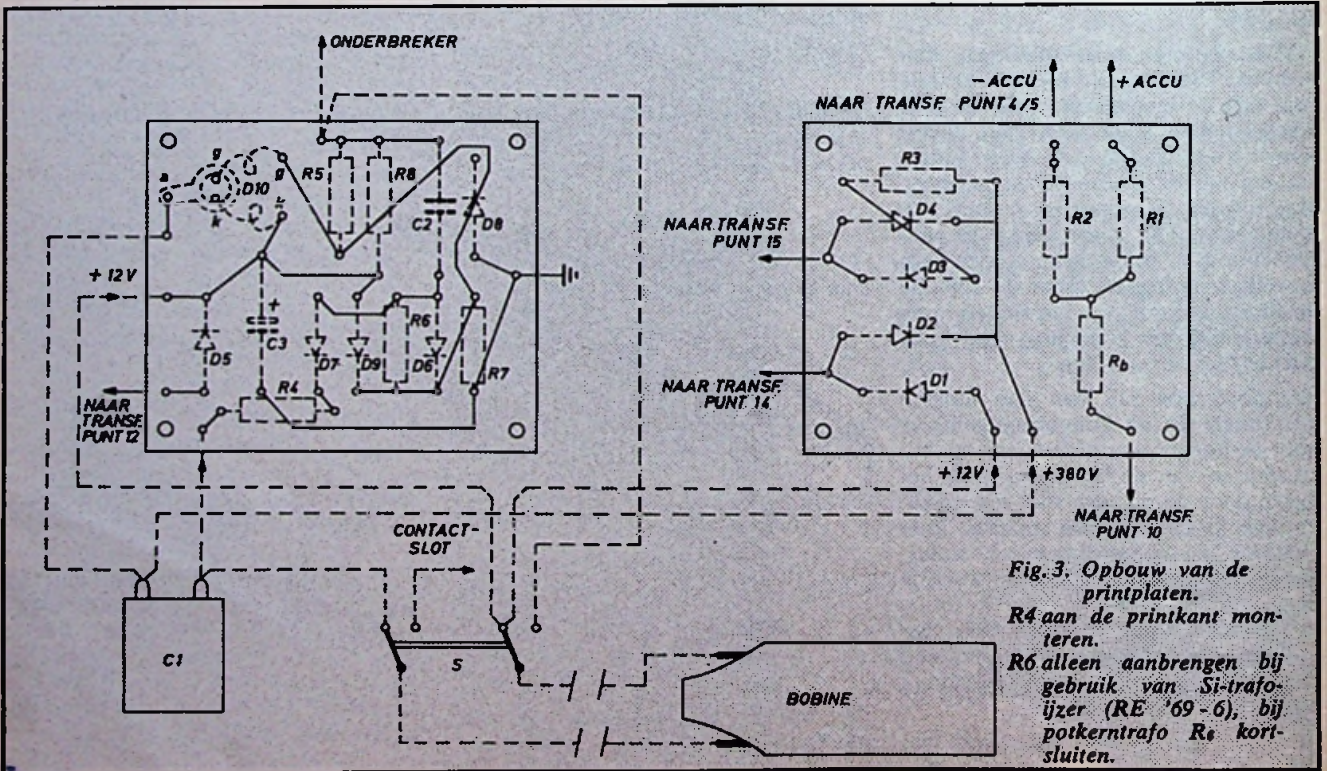 ONDERBREKER
-ACCU
+ACCU
NAAR TRANSF. PUNT 4/5
a
g
D10
k
g
k
R5
R8
C2
D8
+12V
+
C3
D5
D7
D9
R6
D6
R7
R4
NAAR
TRANSF.
PUNT 12
R3
D4
NAAR TRANSF.
PUNT 15
D3
D2
NAAR TRANSF.
PUNT 14
D1
R2
R1
Rb
+12V
+380V
NAAR TRANSF.
PUNT 10
CONTACT-
SLOT
C1
S
BOBINE
Fig. 3. Opbouw van de
printplaten.
R4 aan de printkant mon-
teren.
R6 alleen aanbrengen bij
gebruik van Si-trafo-
ijzer (RE '69 - 6), bij
potkerntrafo R6 kort-
sluiten.